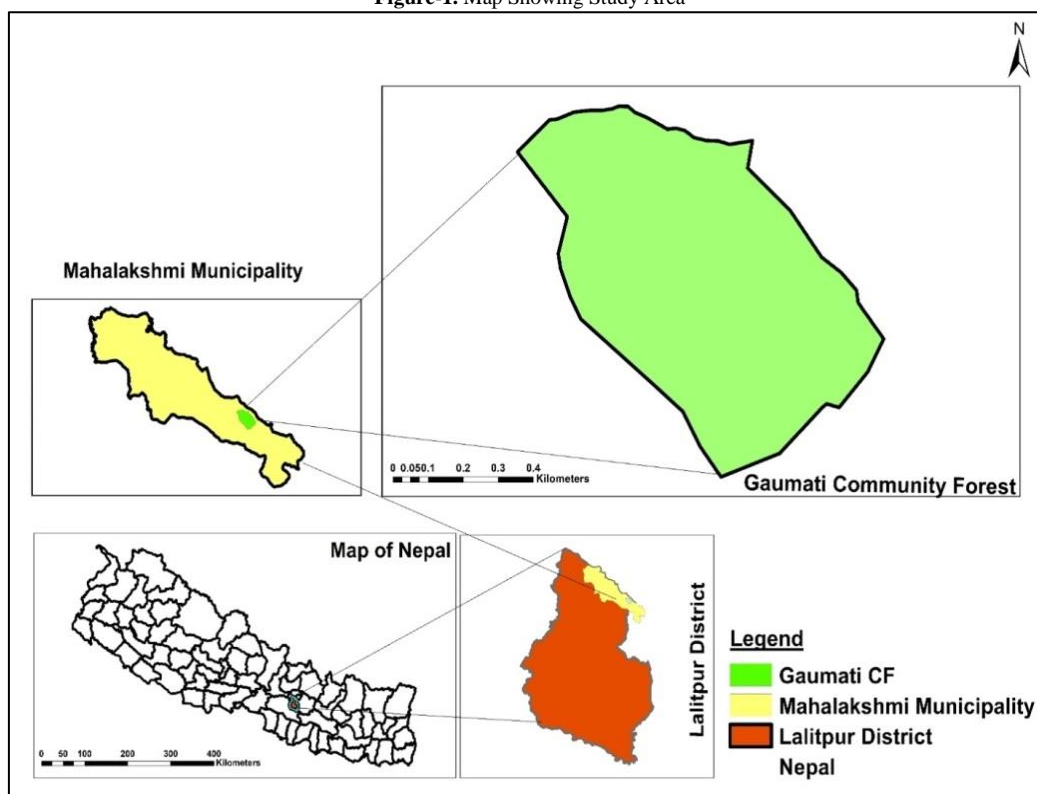 Figure-1. Map Showing Study Area
N
Mahalakshmi Municipality
0 0.050.1 0.2 0.3 0.4
Kilometers
Gaumati Community Forest
Map of Nepal
0 50 100 200 300 400
Kilometers
Lalitpur District
Legend
Gaumati CF
Mahalakshmi Municipality
Lalitpur District
Nepal